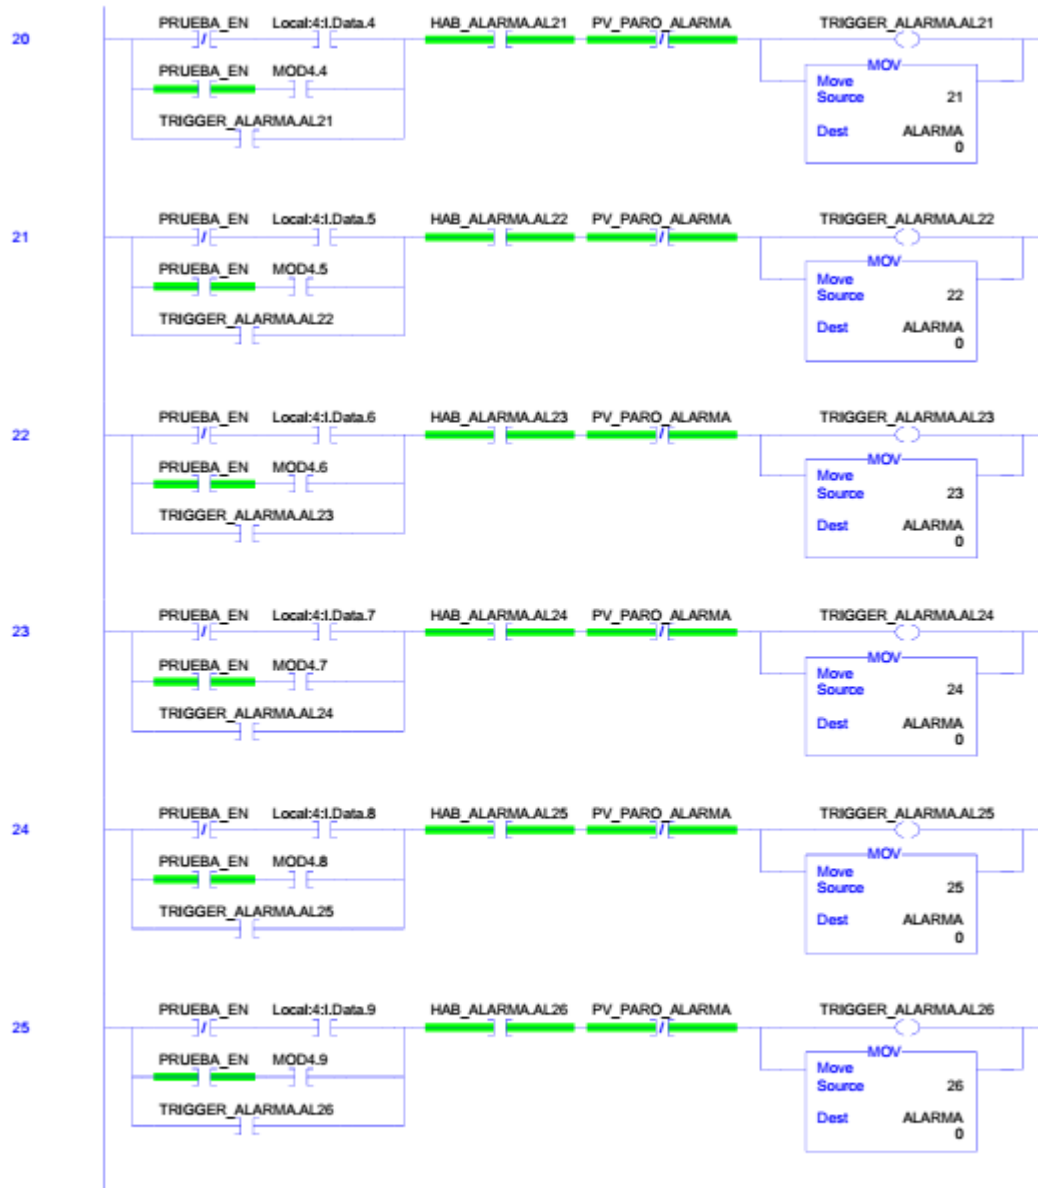 PRUEBA_EN Local:4:I.Data.4 HAB_ALARMA.AL21 PV_PARO_ALARMA TRIGGER_ALARMA.AL21
20
PRUEBA_EN MOD4.4 MOV
Move
Source 21
TRIGGER_ALARMA.AL21
Dest ALARMA
0
PRUEBA_EN Local:4:I.Data.5 HAB_ALARMA.AL22 PV_PARO_ALARMA TRIGGER_ALARMA.AL22
21
PRUEBA_EN MOD4.5 MOV
Move
Source 22
TRIGGER_ALARMA.AL22
Dest ALARMA
0
PRUEBA_EN Local:4:I.Data.6 HAB_ALARMA.AL23 PV_PARO_ALARMA TRIGGER_ALARMA.AL23
22
PRUEBA_EN MOD4.6 MOV
Move
Source 23
TRIGGER_ALARMA.AL23
Dest ALARMA
0
PRUEBA_EN Local:4:I.Data.7 HAB_ALARMA.AL24 PV_PARO_ALARMA TRIGGER_ALARMA.AL24
23
PRUEBA_EN MOD4.7 MOV
Move
Source 24
TRIGGER_ALARMA.AL24
Dest ALARMA
0
PRUEBA_EN Local:4:I.Data.8 HAB_ALARMA.AL25 PV_PARO_ALARMA TRIGGER_ALARMA.AL25
24
PRUEBA_EN MOD4.8 MOV
Move
Source 25
TRIGGER_ALARMA.AL25
Dest ALARMA
0
PRUEBA_EN Local:4:I.Data.9 HAB_ALARMA.AL26 PV_PARO_ALARMA TRIGGER_ALARMA.AL26
25
PRUEBA_EN MOD4.9 MOV
Move
Source 26
TRIGGER_ALARMA.AL26
Dest ALARMA
0